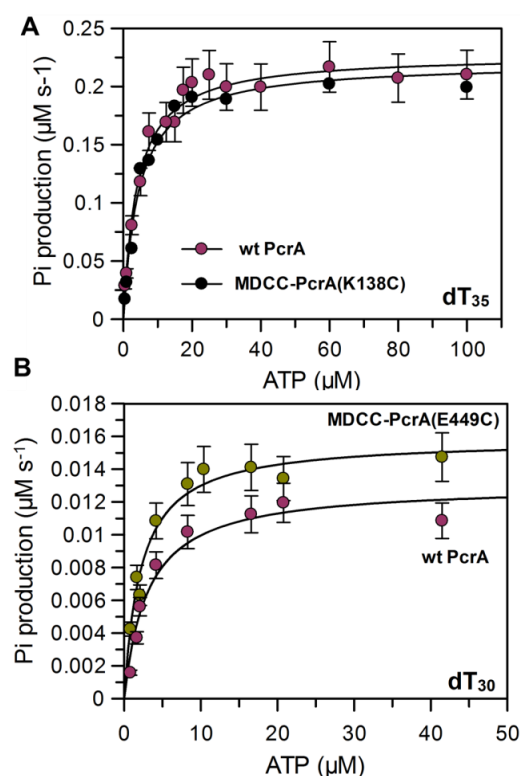 A
Pi production (µM s-1)
0.25
0.2
0.15
0.1
0.05
0
wt PcrA
MDCC-PcrA(K138C)
dT35
0 20 40 60 80 100
ATP (µM)
B
Pi production (µM s-1)
0.018
0.016
0.014
0.012
0.01
0.008
0.006
0.004
0.002
0
MDCC-PcrA(E449C)
wt PcrA
dT30
0 10 20 30 40 50
ATP (µM)